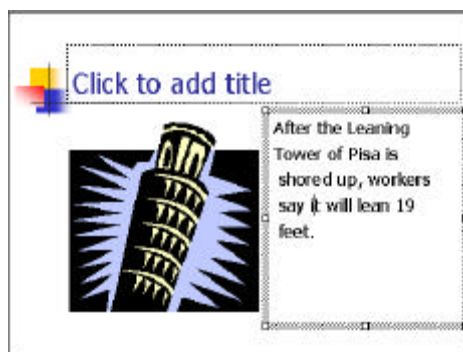 Click to add title
After the Leaning
Tower of Pisa is
shored up, workers
say it will lean 19
feet.